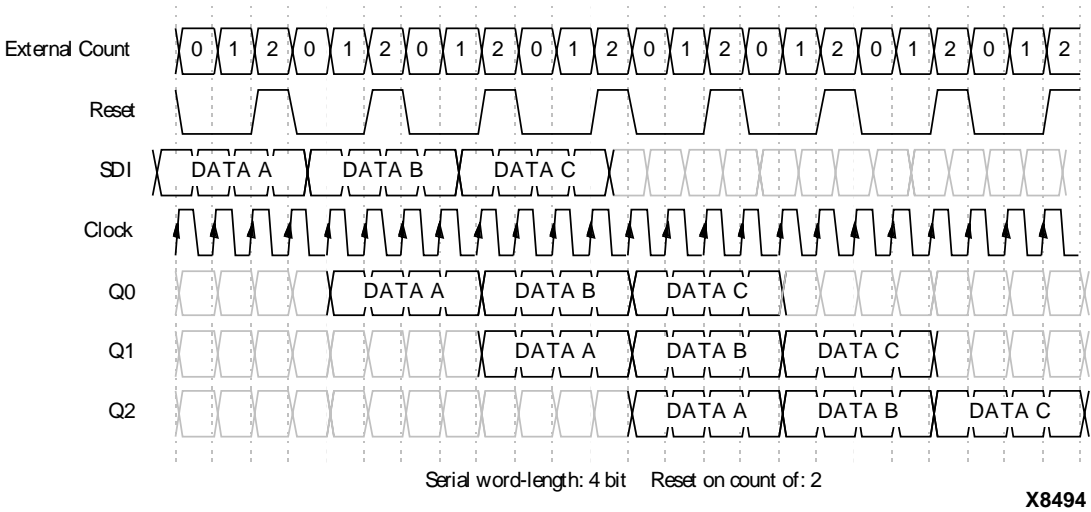 External Count 0 1 2 0 1 2 0 1 2 0 1 2 0 1 2 0 1 2 0 1 2 0 1 2
Reset
SDI DATA A DATA B DATA C
Clock
Q0 DATA A DATA B DATA C
Q1 DATA A DATA B DATA C
Q2 DATA A DATA B DATA C
Serial word-length: 4 bit Reset on count of: 2
X8494